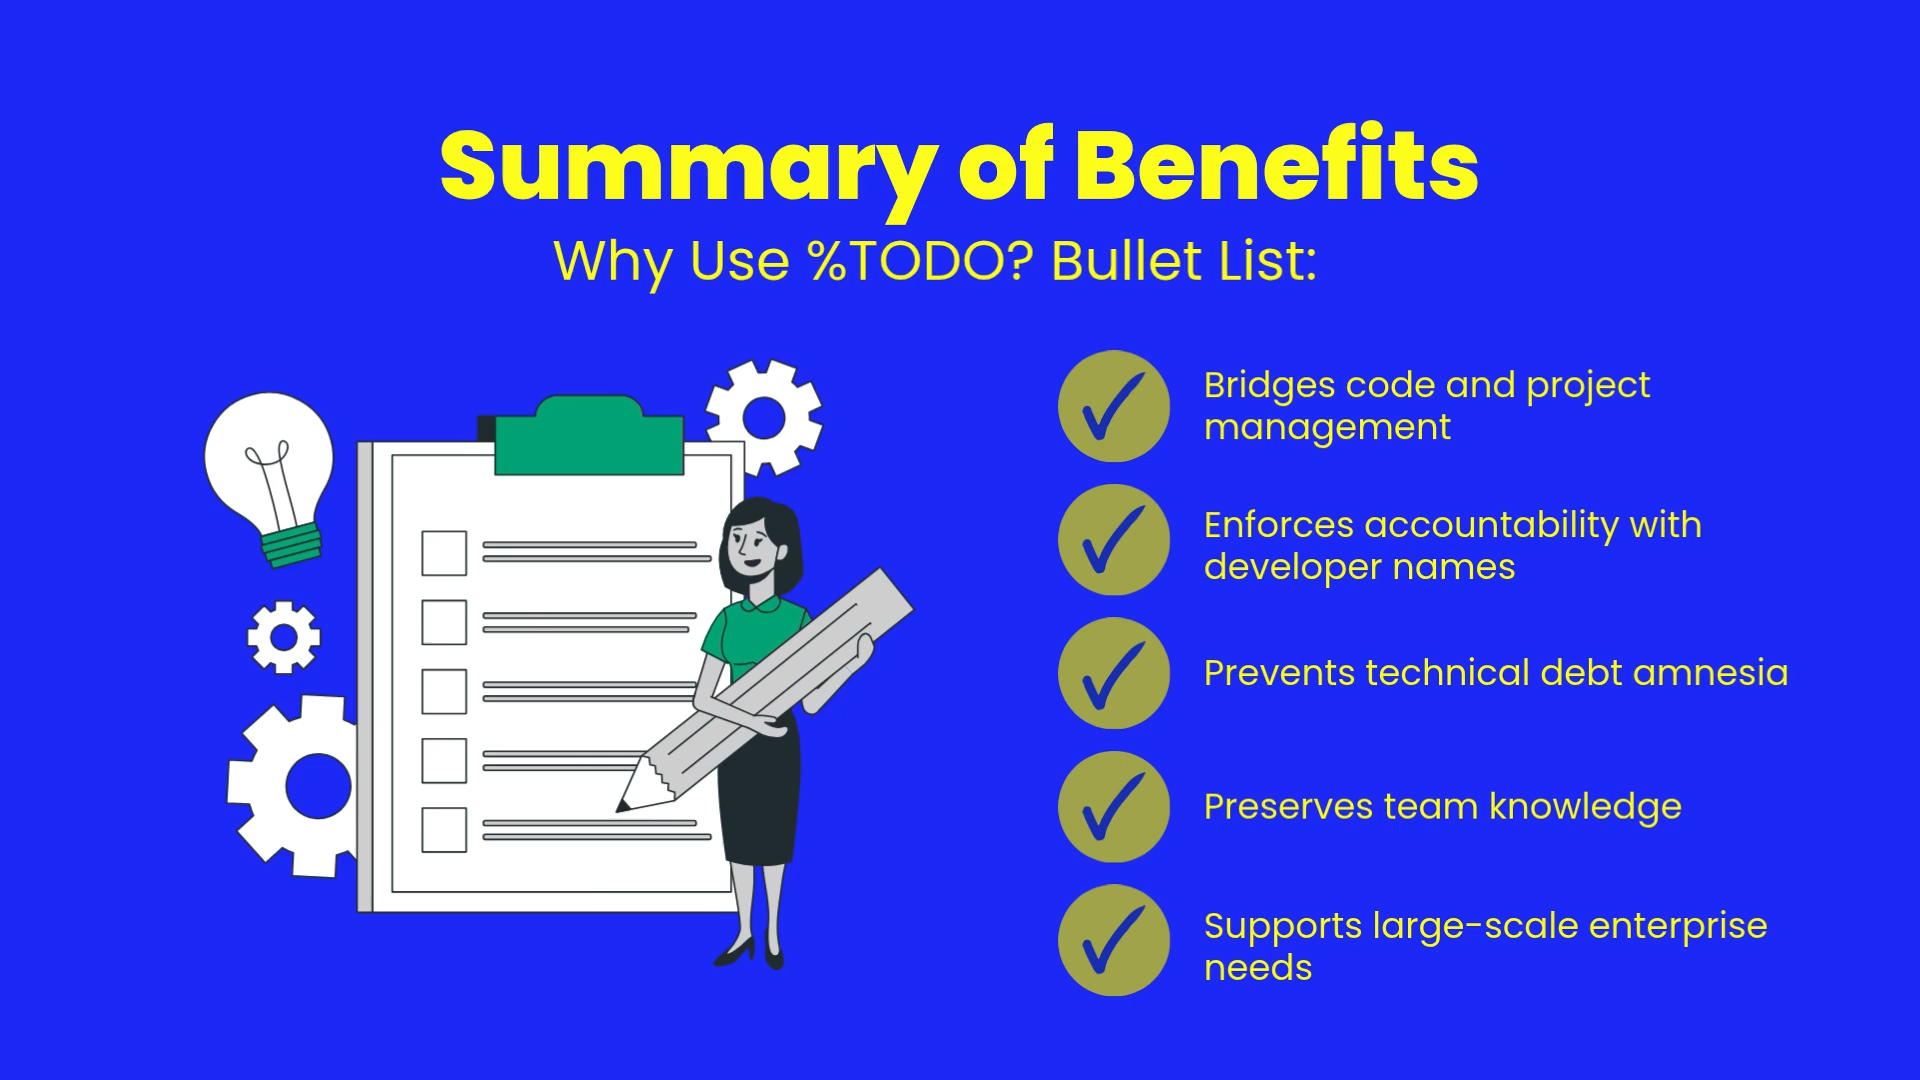 Summary of Benefits
Why Use %TODO? Bullet List:
Bridges code and project
management
Enforces accountability with
developer names
Prevents technical debt amnesia
Preserves team knowledge
Supports large-scale enterprise
needs